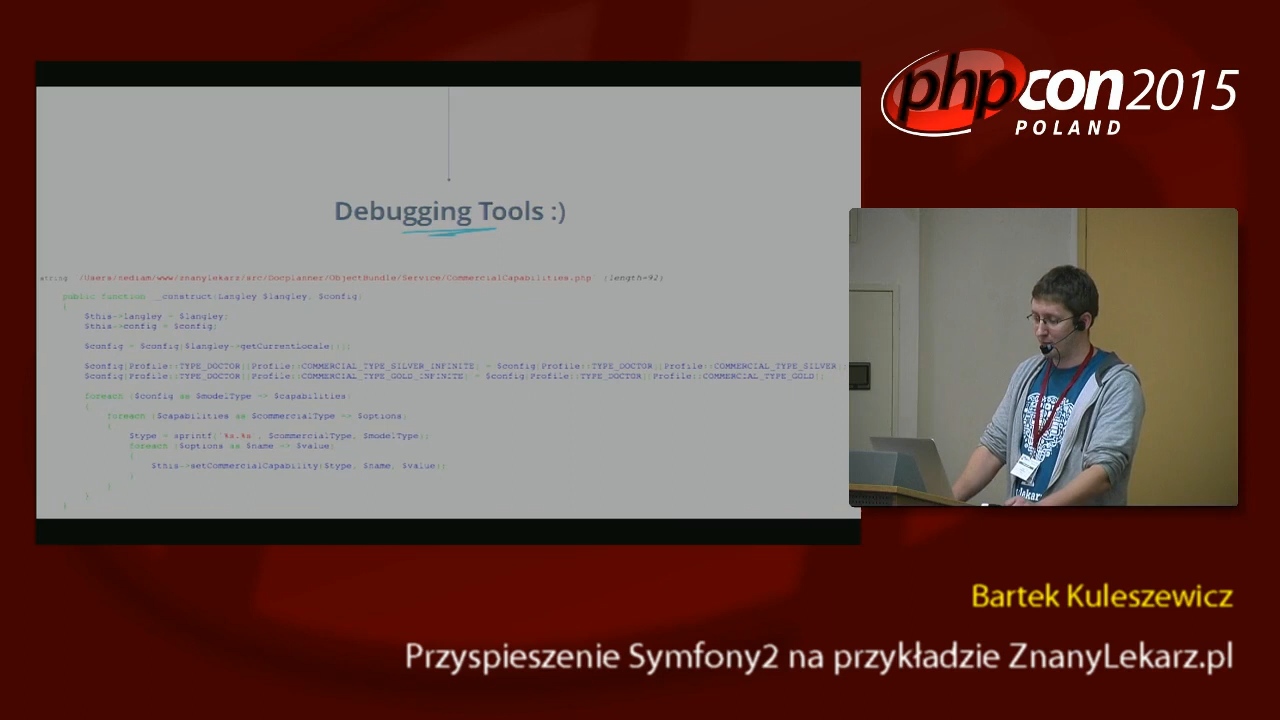 phpcon2015
POLAND
Debugging Tools :)
string /Users/nediam/www/znanylekarz/src/Docplanner/ObjectBundle/Service/CommercialCapabilities.php (length=92)
public function __construct(Langley $langley, $config)
{
$this->langley = $langley;
$this->config = $config;
$config = $config[$langley->getCurrentLocale()];
$config[Profile::TYPE_DOCTOR][Profile::COMMERCIAL_TYPE_SILVER_INFINITE] = $config[Profile::TYPE_DOCTOR][Profile::COMMERCIAL_TYPE_SILVER];
$config[Profile::TYPE_DOCTOR][Profile::COMMERCIAL_TYPE_GOLD_INFINITE] = $config[Profile::TYPE_DOCTOR][Profile::COMMERCIAL_TYPE_GOLD];
foreach ($config as $modelType => $capabilities)
{
foreach ($capabilities as $commercialType => $options)
{
$type = sprintf('%s.%s', $commercialType, $modelType);
foreach ($options as $name => $value)
{
$this->setCommercialCapability($type, $name, $value);
}
}
}
}
Bartek Kuleszewicz
Przyspieszenie Symfony2 na przykładzie ZnanyLekarz.pl